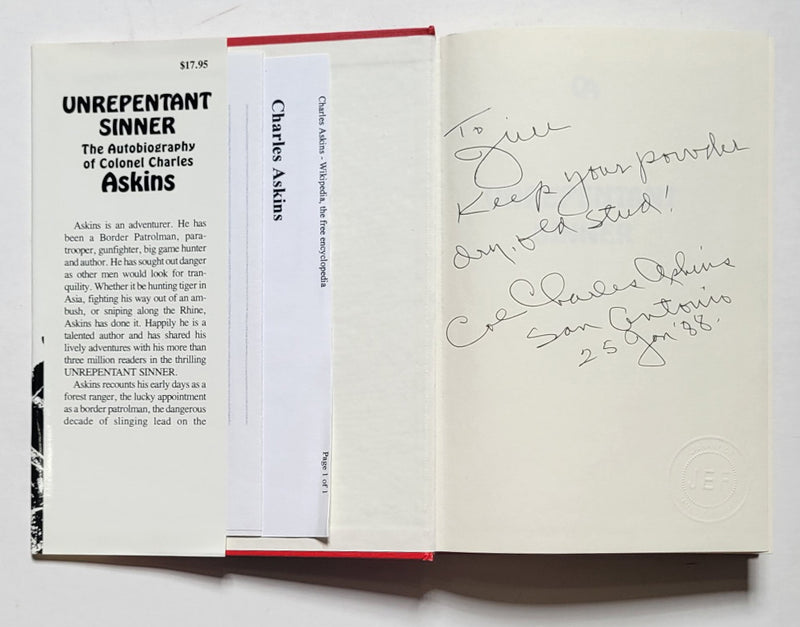 $17.95
UNREPENTANT
SINNER
The Autobiography
of Colonel Charles
Askins
Askins is an adventurer. He has
been a Border Patrolman, para-
trooper, gunfighter, big game hunter
and author. He has sought out danger
as other men would look for tran-
quility. Whether it be hunting tiger in
Asia, fighting his way out of an am-
bush, or sniping along the Rhine,
Askins has done it. Happily he is a
talented author and has shared his
lively adventures with his more than
three million readers in the thrilling
UNREPENTANT SINNER.
Askins recounts his early days as a
forest ranger, the lucky appointment
as a border patrolman, the dangerous
decade of slinging lead on the
Charles Askins - Wikipedia, the free encyclopedia
Page 1 of 1
Charles Askins
To
Keep your powder
dry, old stud!
Col Charles Askins
San Antonio
25 Jan '88.
JER